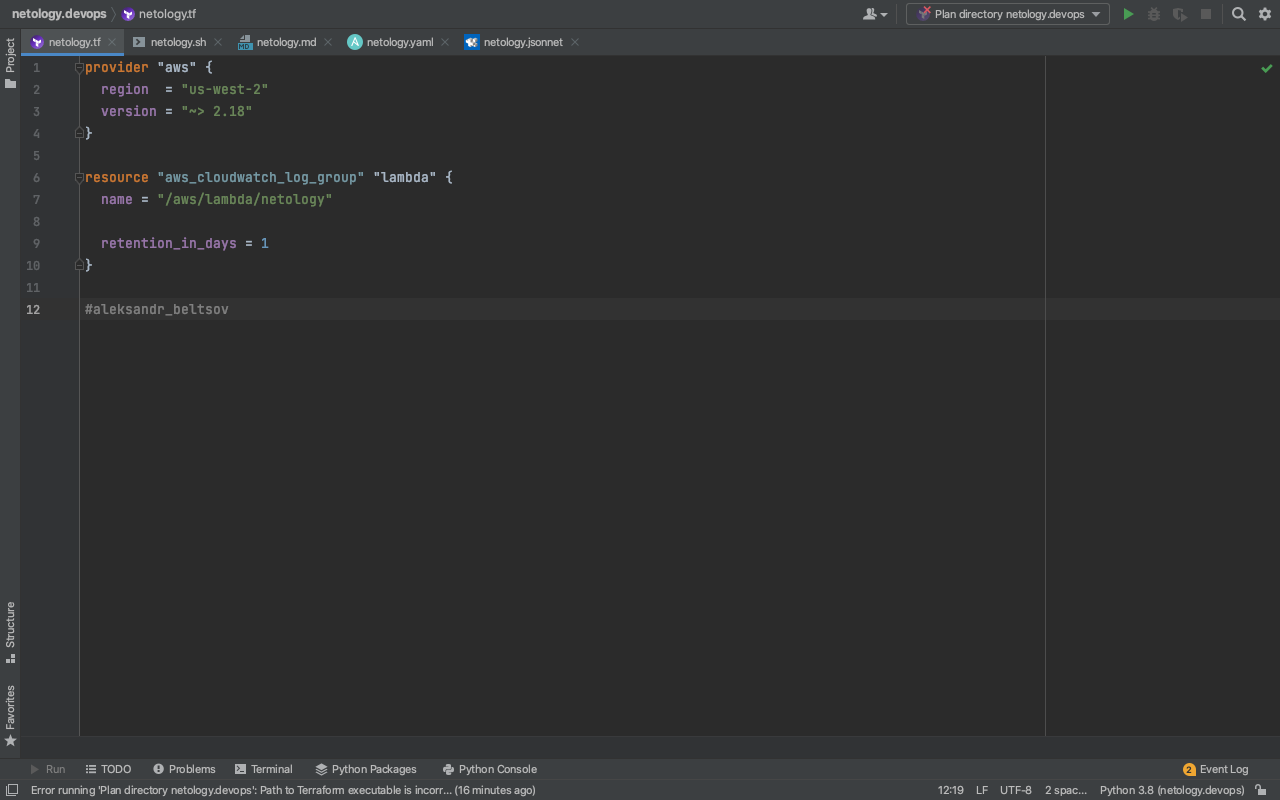 netology.devops netology.tf Plan directory netology.devops
netology.tf netology.sh netology.md netology.yaml netology.jsonnet
Project
1 provider "aws" {
2   region  = "us-west-2"
3   version = "~> 2.18"
4 }
5
6 resource "aws_cloudwatch_log_group" "lambda" {
7   name = "/aws/lambda/netology"
8
9   retention_in_days = 1
10 }
11
12 #aleksandr_beltsov
Structure
Favorites
Run TODO Problems Terminal Python Packages Python Console 2 Event Log
Error running 'Plan directory netology.devops': Path to Terraform executable is incorr... (16 minutes ago) 12:19 LF UTF-8 2 spac... Python 3.8 (netology.devops)